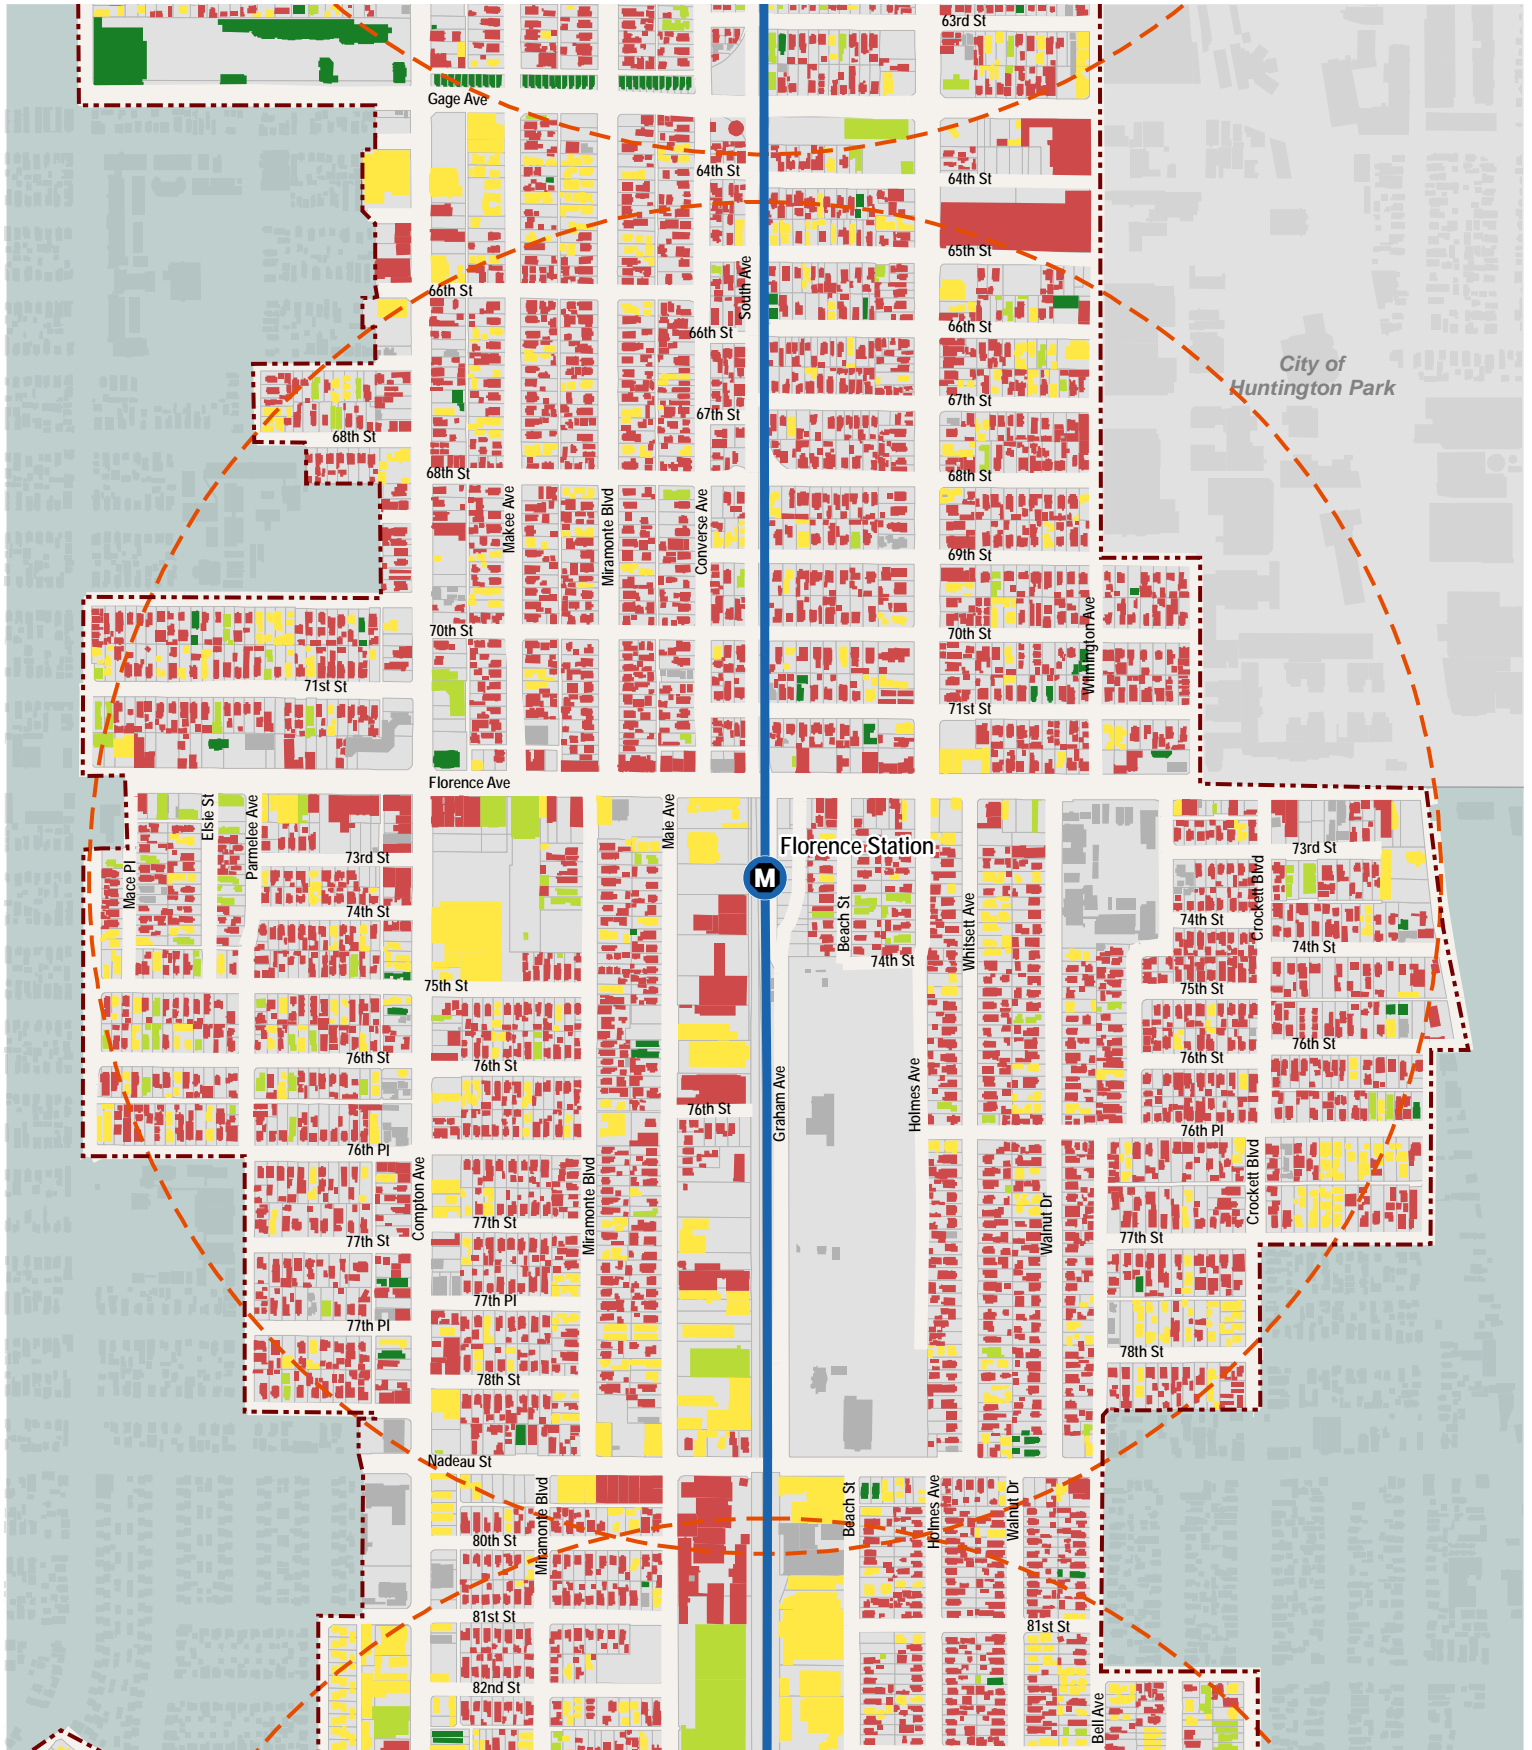 63rd St
Gage Ave
64th St
64th St
65th St
South Ave
66th St
66th St
66th St
City of
Huntington Park
67th St
67th St
68th St
68th St
68th St
Makee Ave
Miramonte Blvd
Converse Ave
69th St
Wilmington Ave
70th St
70th St
71st St
71st St
Florence Ave
Elsie St
Parmelee Ave
Maie Ave
Florence Station
M
73rd St
73rd St
Mace Pl
Crockett Blvd
74th St
74th St
74th St
Beach St
Whitsett Ave
74th St
75th St
75th St
76th St
76th St
76th St
76th St
Graham Ave
Holmes Ave
76th St
76th Pl
76th Pl
Compton Ave
Miramonte Blvd
Crockett Blvd
Walnut Dr
77th St
77th St
77th St
77th Pl
77th Pl
78th St
78th St
Nadeau St
Miramonte Blvd
Beach St
Holmes Ave
Walnut Dr
80th St
81st St
81st St
82nd St
Bell Ave